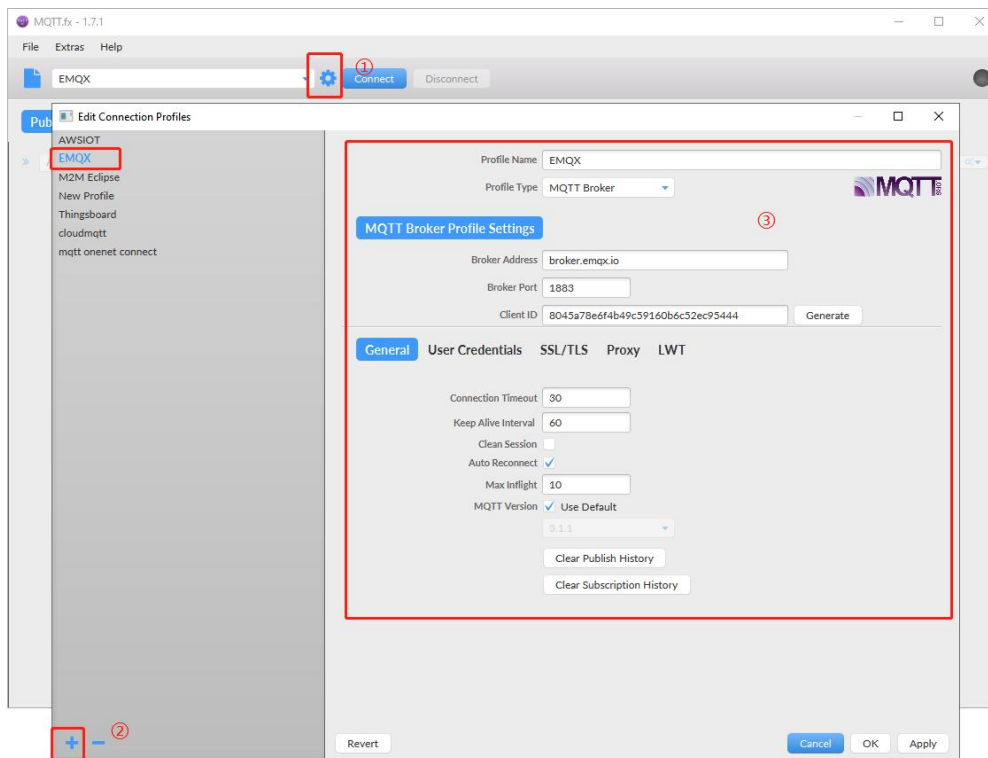 MQTT.fx - 1.7.1
File Extras Help
①
EMQX Connect Disconnect
Pub
Edit Connection Profiles
AWSIOT
EMQX
M2M Eclipse
New Profile
Thingsboard
cloudmqtt
mqtt onenet connect
②
Profile Name EMQX
Profile Type MQTT Broker
MQTT
③
MQTT Broker Profile Settings
Broker Address broker.emqx.io
Broker Port 1883
Client ID 8045a78e6f4b49c59160b6c52ec95444 Generate
General User Credentials SSL/TLS Proxy LWT
Connection Timeout 30
Keep Alive Interval 60
Clean Session
Auto Reconnect
Max Inflight 10
MQTT Version Use Default
3.1.1
Clear Publish History
Clear Subscription History
Revert Cancel OK Apply